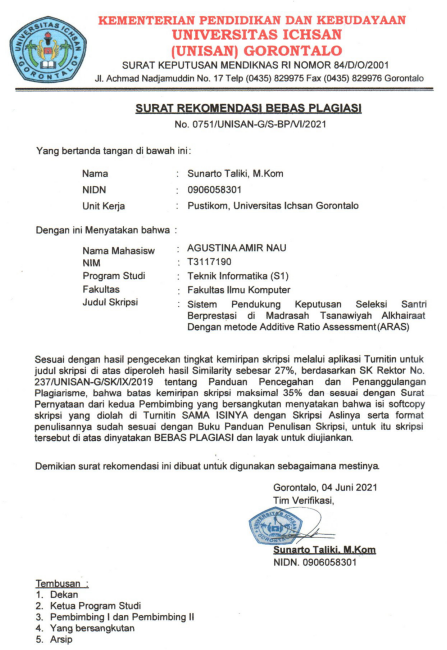 KEMENTERIAN PENDIDIKAN DAN KEBUDAYAAN
UNIVERSITAS ICHSAN
(UNISAN) GORONTALO
SURAT KEPUTUSAN MENDIKNAS RI NOMOR 84/D/O/2001
Jl. Achmad Nadjamuddin No. 17 Telp (0435) 829975 Fax (0435) 829976 Gorontalo
SURAT REKOMENDASI BEBAS PLAGIASI
No. 0751/UNISAN-G/S-BP/VI/2021
Yang bertanda tangan di bawah ini :
Nama : Sunarto Taliki, M.Kom
NIDN : 0906058301
Unit Kerja : Pustikom, Universitas Ichsan Gorontalo
Dengan ini Menyatakan bahwa :
Nama Mahasisw : AGUSTINA AMIR NAU
NIM : T3117190
Program Studi : Teknik Informatika (S1)
Fakultas : Fakultas Ilmu Komputer
Judul Skripsi : Sistem Pendukung Keputusan Seleksi Santri
Berprestasi di Madrasah Tsanawiyah Alkhairaat
Dengan metode Additive Ratio Assessment (ARAS)
Sesuai dengan hasil pengecekan tingkat kemiripan skripsi melalui aplikasi Turnitin untuk
judul skripsi di atas diperoleh hasil Similarity sebesar 27%, berdasarkan SK Rektor No.
237/UNISAN-G/SK/IX/2019 tentang Panduan Pencegahan dan Penanggulangan
Plagiarisme, bahwa batas kemiripan skripsi maksimal 35% dan sesuai dengan Surat
Pernyataan dari kedua Pembimbing yang bersangkutan menyatakan bahwa isi softcopy
skripsi yang diolah di Turnitin SAMA ISINYA dengan Skripsi Aslinya serta format
penulisannya sudah sesuai dengan Buku Panduan Penulisan Skripsi, untuk itu skripsi
tersebut di atas dinyatakan BEBAS PLAGIASI dan layak untuk diujiankan.
Demikian surat rekomendasi ini dibuat untuk digunakan sebagaimana mestinya.
Gorontalo, 04 Juni 2021
Tim Verifikasi,
Sunarto Taliki, M.Kom
NIDN. 0906058301
Tembusan :
1. Dekan
2. Ketua Program Studi
3. Pembimbing I dan Pembimbing II
4. Yang bersangkutan
5. Arsip
UNIVERSITAS ICHSAN
GORONTALO